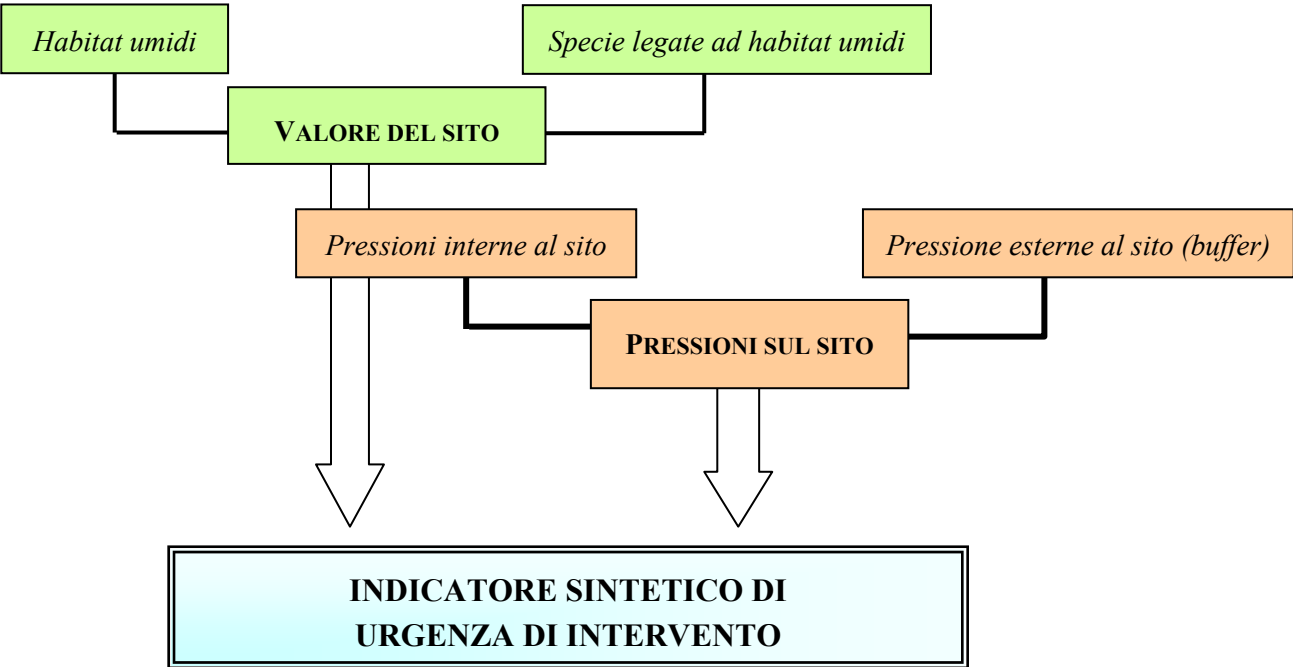 Habitat umidi
Specie legate ad habitat umidi
VALORE DEL SITO
Pressioni interne al sito
Pressione esterne al sito (buffer)
PRESSIONI SUL SITO
INDICATORE SINTETICO DI
URGENZA DI INTERVENTO